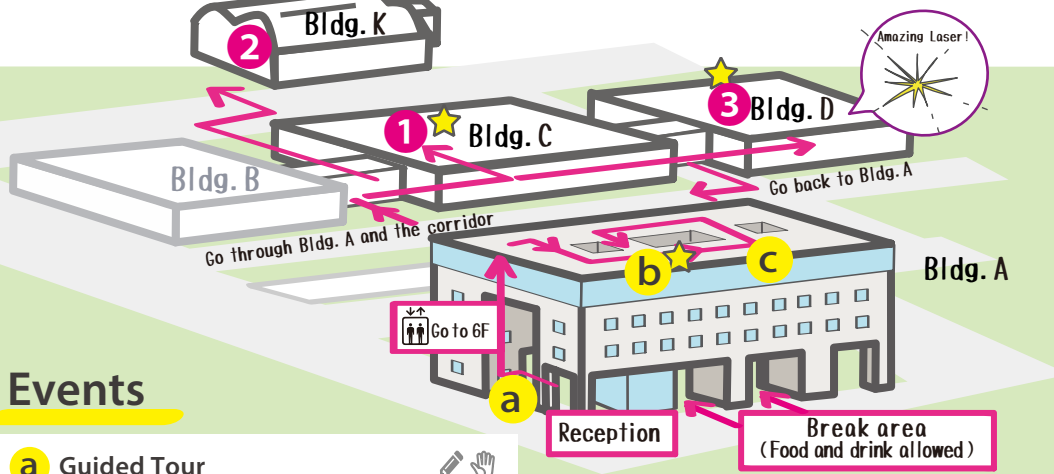 Bldg. K
2
Amazing Laser!
1
Bldg. C
3
Bldg. D
Bldg. B
Go back to Bldg. A
Go through Bldg. A and the corridor
b
c
Bldg. A
Go to 6F
a
Reception
Break area
(Food and drink allowed)
Events
a Guided Tour